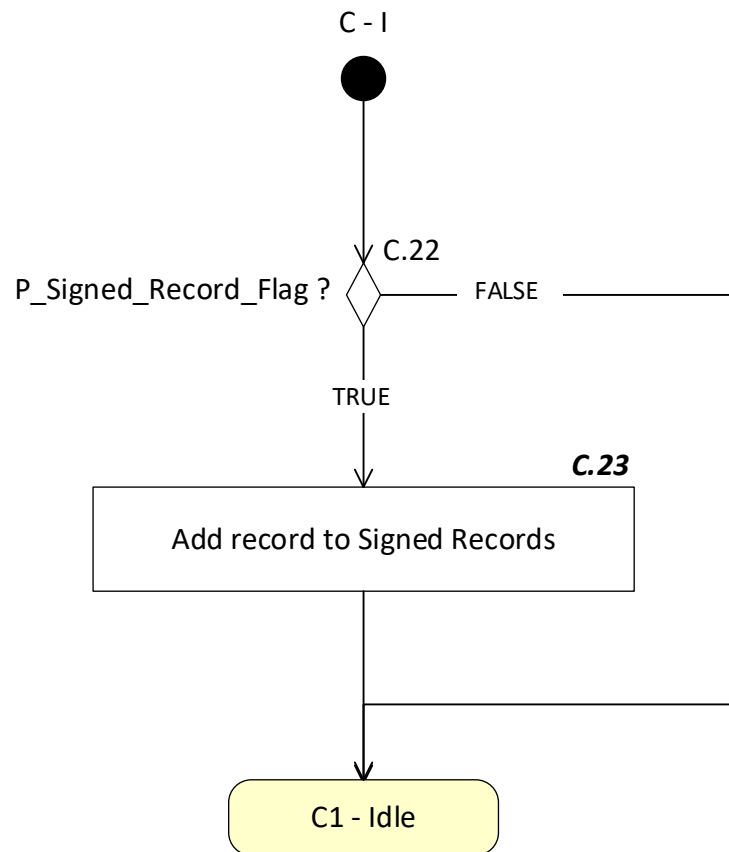 C - I
C.22
P_Signed_Record_Flag ?
FALSE
TRUE
C.23
Add record to Signed Records
C1 - Idle